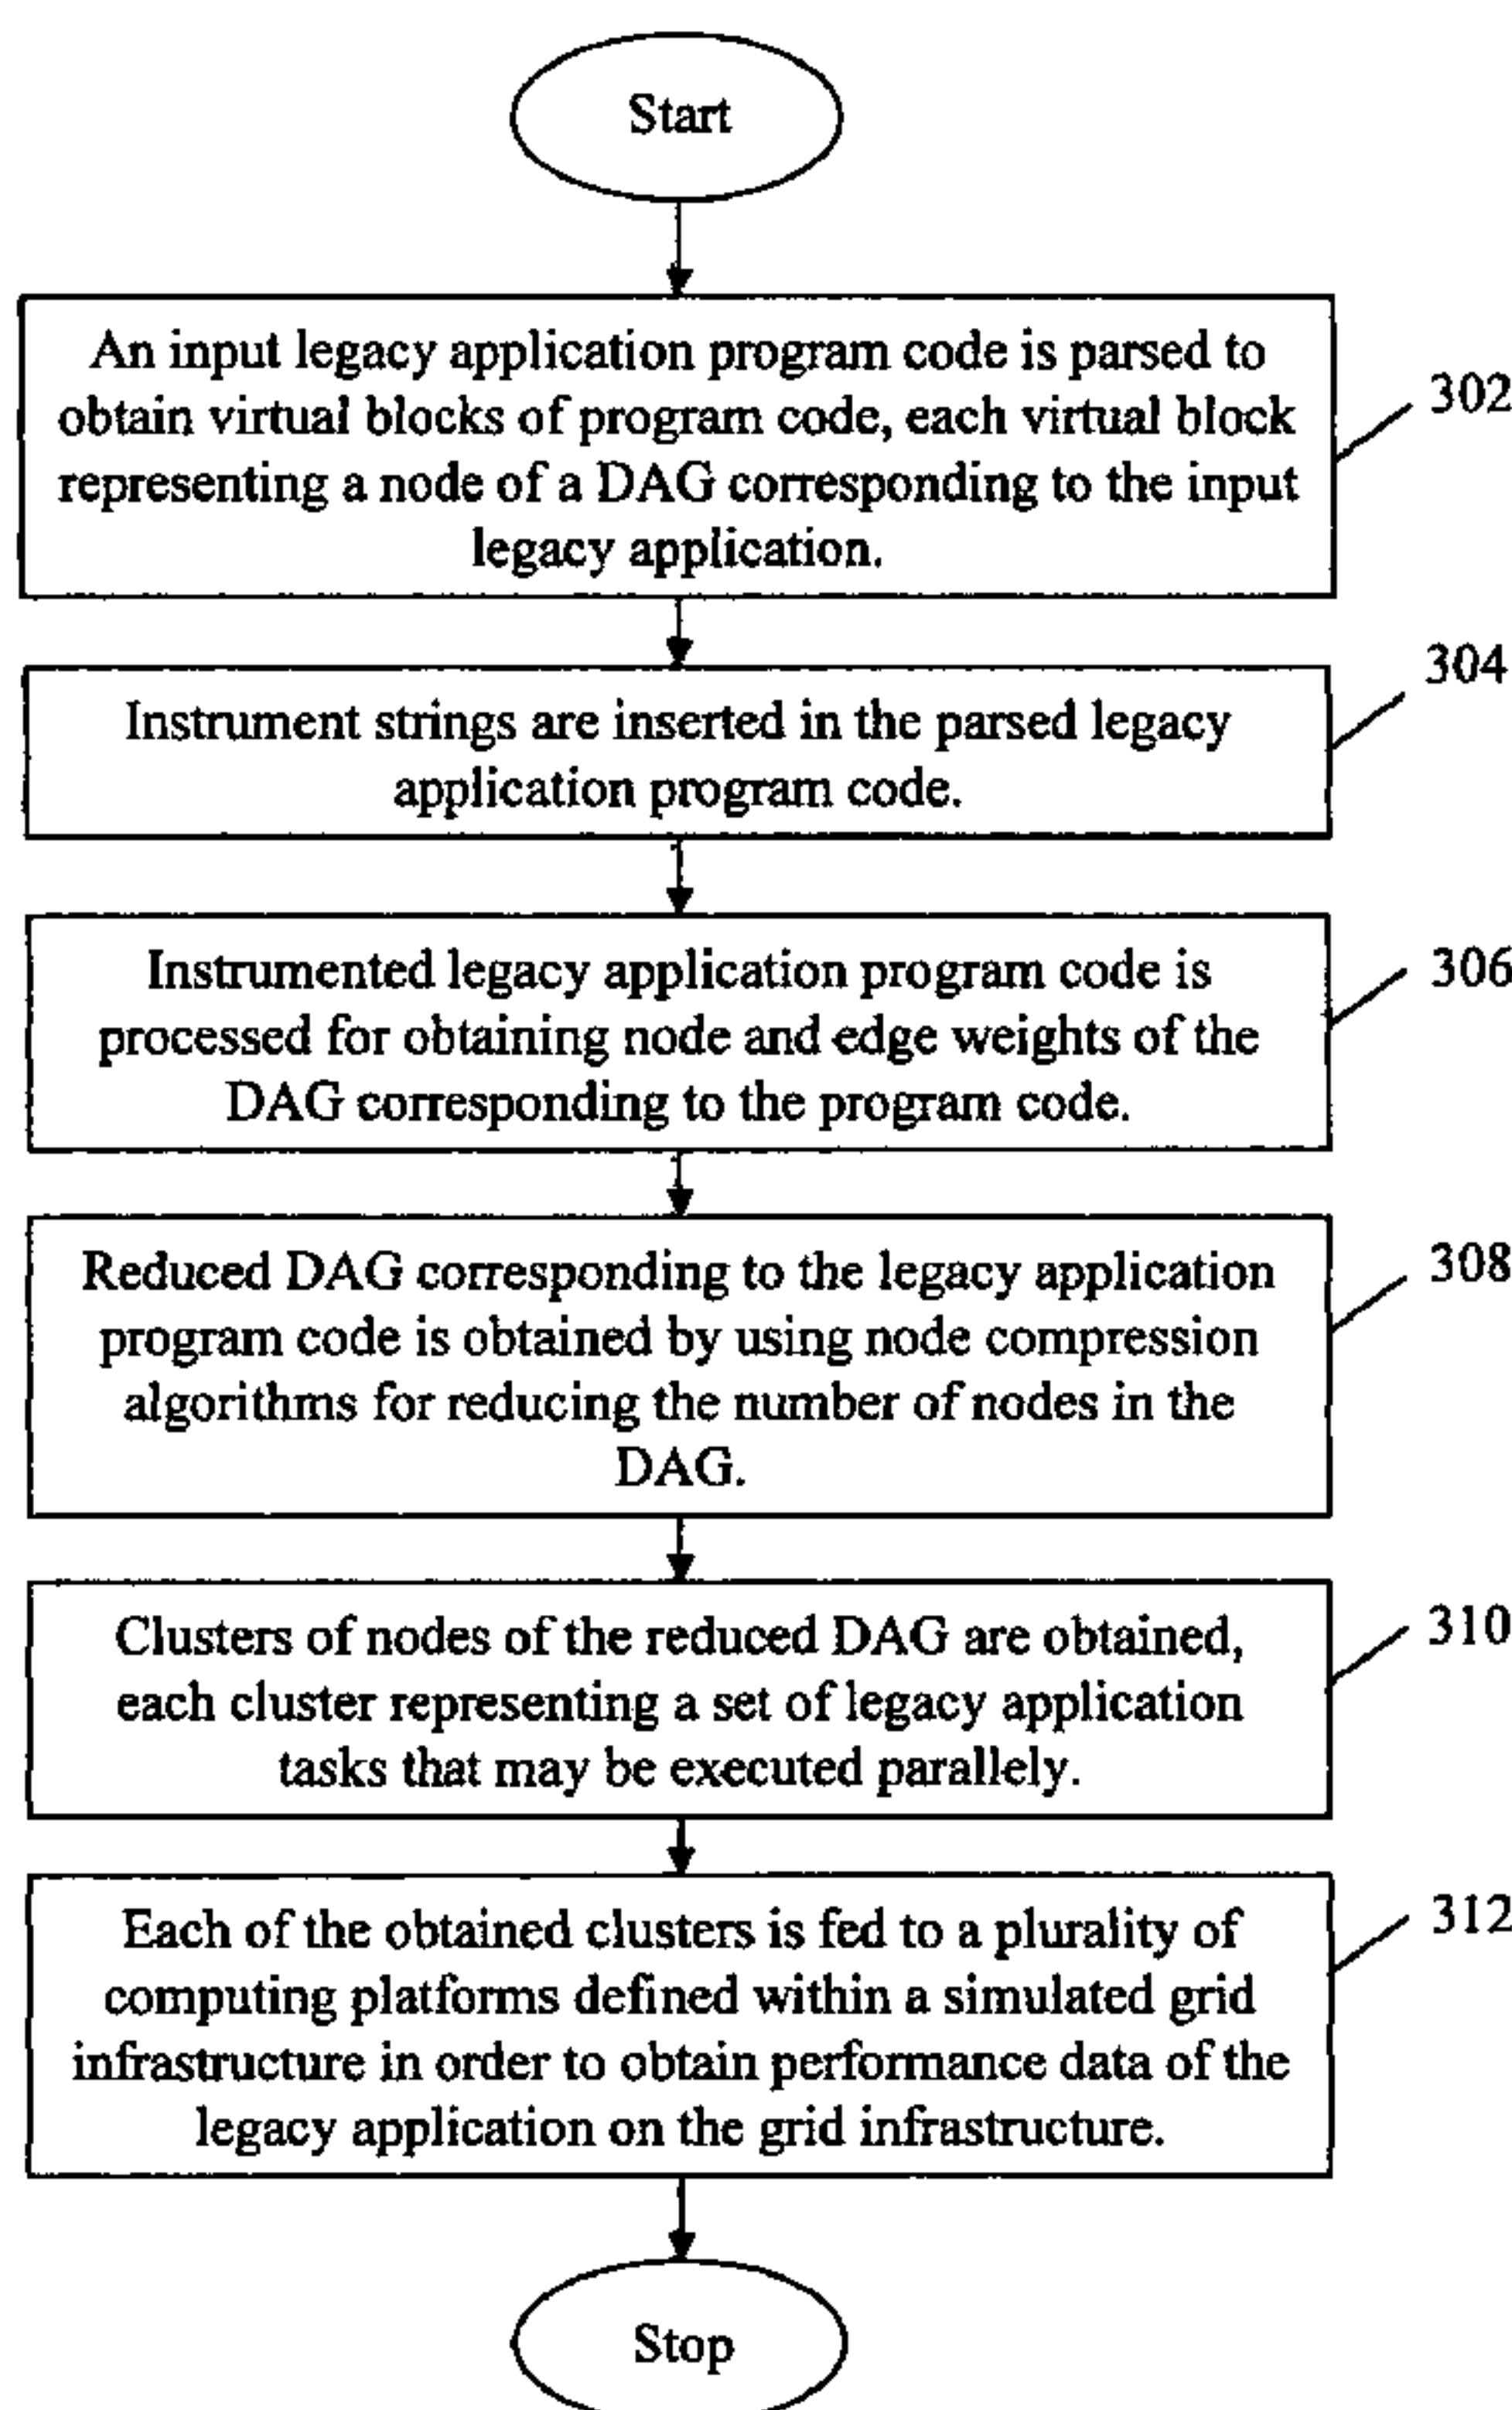 Start
An input legacy application program code is parsed to
obtain virtual blocks of program code, each virtual block
representing a node of a DAG corresponding to the input
legacy application.
302
Instrument strings are inserted in the parsed legacy
application program code.
304
Instrumented legacy application program code is
processed for obtaining node and edge weights of the
DAG corresponding to the program code.
306
Reduced DAG corresponding to the legacy application
program code is obtained by using node compression
algorithms for reducing the number of nodes in the
DAG.
308
Clusters of nodes of the reduced DAG are obtained,
each cluster representing a set of legacy application
tasks that may be executed parallely.
310
Each of the obtained clusters is fed to a plurality of
computing platforms defined within a simulated grid
infrastructure in order to obtain performance data of the
legacy application on the grid infrastructure.
312
Stop